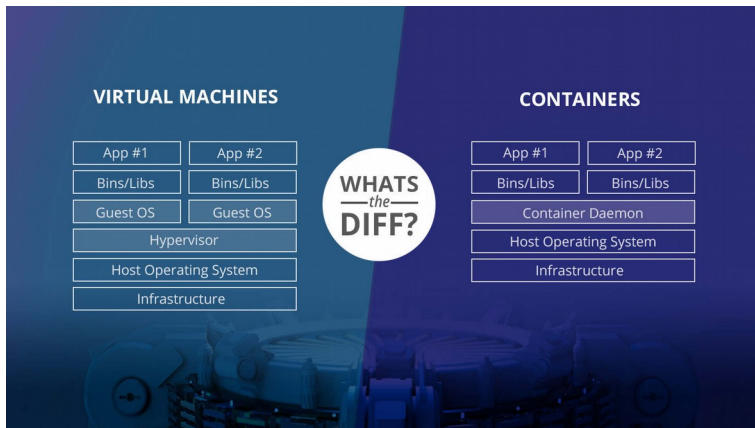 VIRTUAL MACHINES
App #1
App #2
Bins/Libs
Bins/Libs
Guest OS
Guest OS
Hypervisor
Host Operating System
Infrastructure
WHATS
the
DIFF?
CONTAINERS
App #1
App #2
Bins/Libs
Bins/Libs
Container Daemon
Host Operating System
Infrastructure